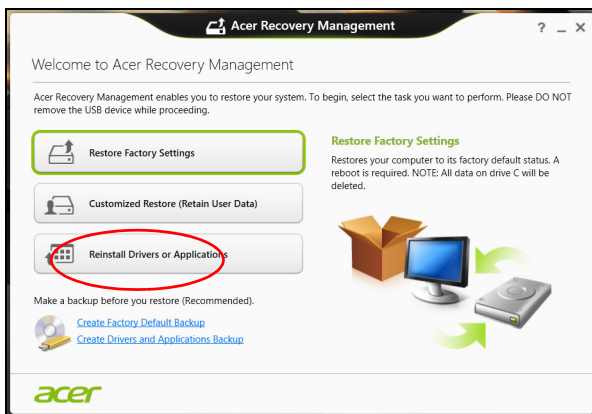 Acer Recovery Management
? _ X
Welcome to Acer Recovery Management
Acer Recovery Management enables you to restore your system. To begin, select the task you want to perform. Please DO NOT
remove the USB device while proceeding.
Restore Factory Settings
Customized Restore (Retain User Data)
Reinstall Drivers or Applications
Restore Factory Settings
Restores your computer to its factory default status. A
reboot is required. NOTE: All data on drive C will be
deleted.
Make a backup before you restore (Recommended).
Create Factory Default Backup
Create Drivers and Applications Backup
acer